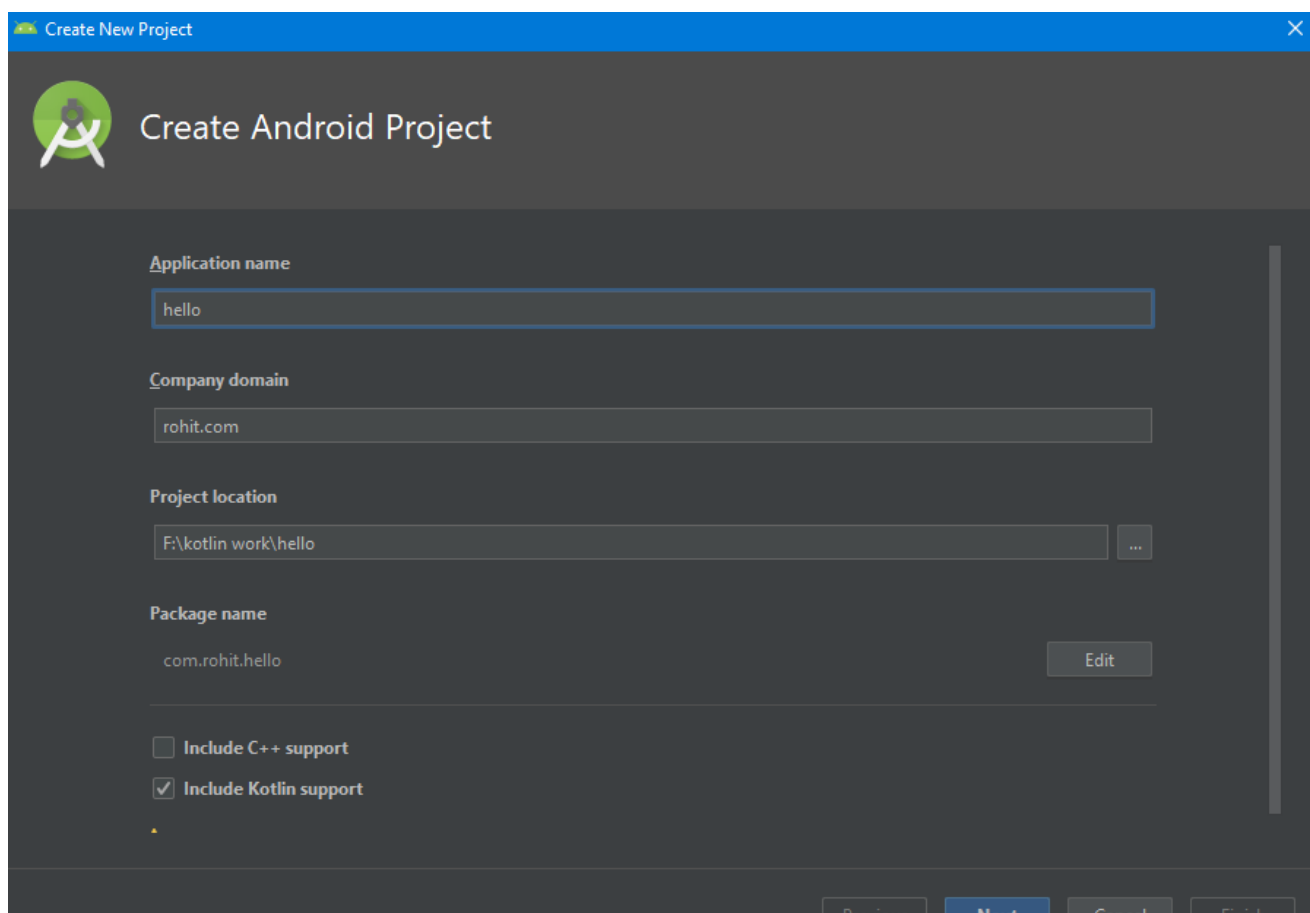 Create New Project
Create Android Project
Application name
hello
Company domain
rohit.com
Project location
F:\kotlin work\hello
...
Package name
com.rohit.hello
Edit
Include C++ support
Include Kotlin support